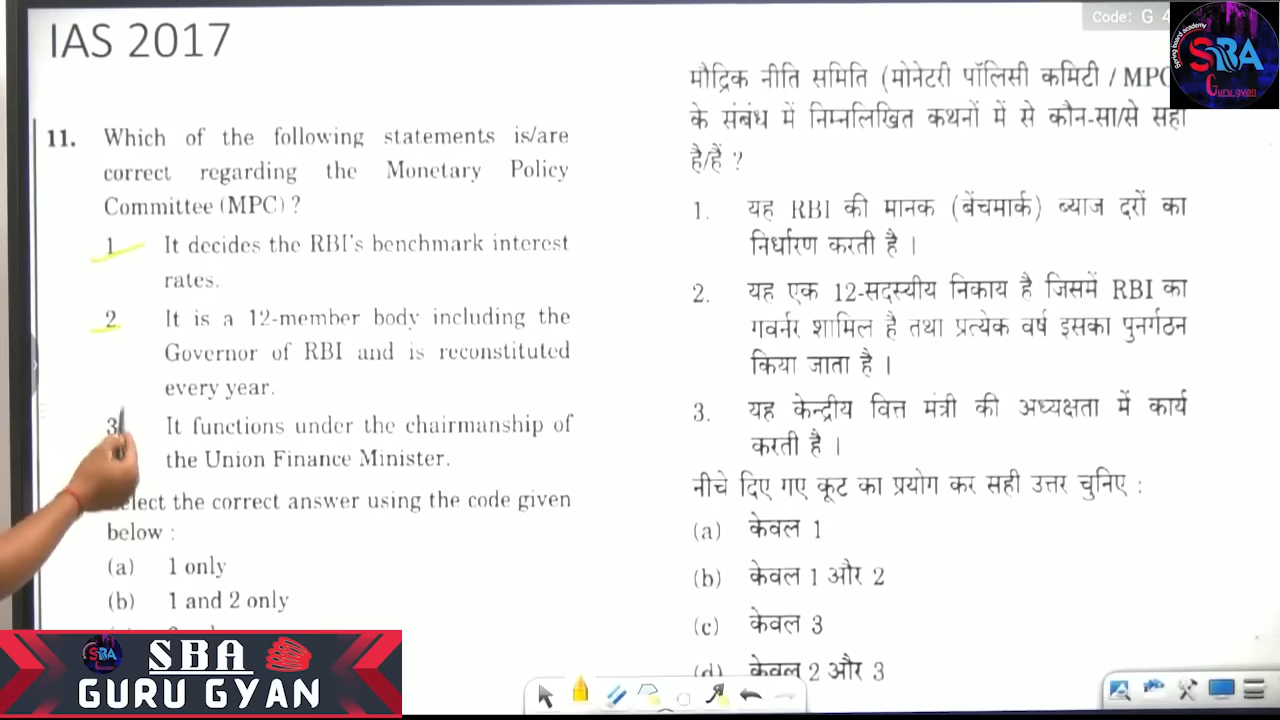 IAS 2017
Code: G 4
SBA
Guru gyan
11. Which of the following statements is/are
correct regarding the Monetary Policy
Committee (MPC) ?
1 It decides the RBI's benchmark interest
rates.
2 It is a 12-member body including the
Governor of RBI and is reconstituted
every year.
3 It functions under the chairmanship of
the Union Finance Minister.
elect the correct answer using the code given
below :
(a) 1 only
(b) 1 and 2 only
मौद्रिक नीति समिति (मोनेटरी पॉलिसी कमिटी / MPC
के संबंध में निम्नलिखित कथनों में से कौन-सा/से सही
है/हैं ?
1. यह RBI की मानक (बेंचमार्क) ब्याज दरों का
निर्धारण करती है ।
2. यह एक 12-सदस्यीय निकाय है जिसमें RBI का
गवर्नर शामिल है तथा प्रत्येक वर्ष इसका पुनर्गठन
किया जाता है ।
3. यह केन्द्रीय वित्त मंत्री की अध्यक्षता में कार्य
करती है ।
नीचे दिए गए कूट का प्रयोग कर सही उत्तर चुनिए :
(a) केवल 1
(b) केवल 1 और 2
(c) केवल 3
(d) केवल 2 और 3
SBA
SBA
GURU GYAN